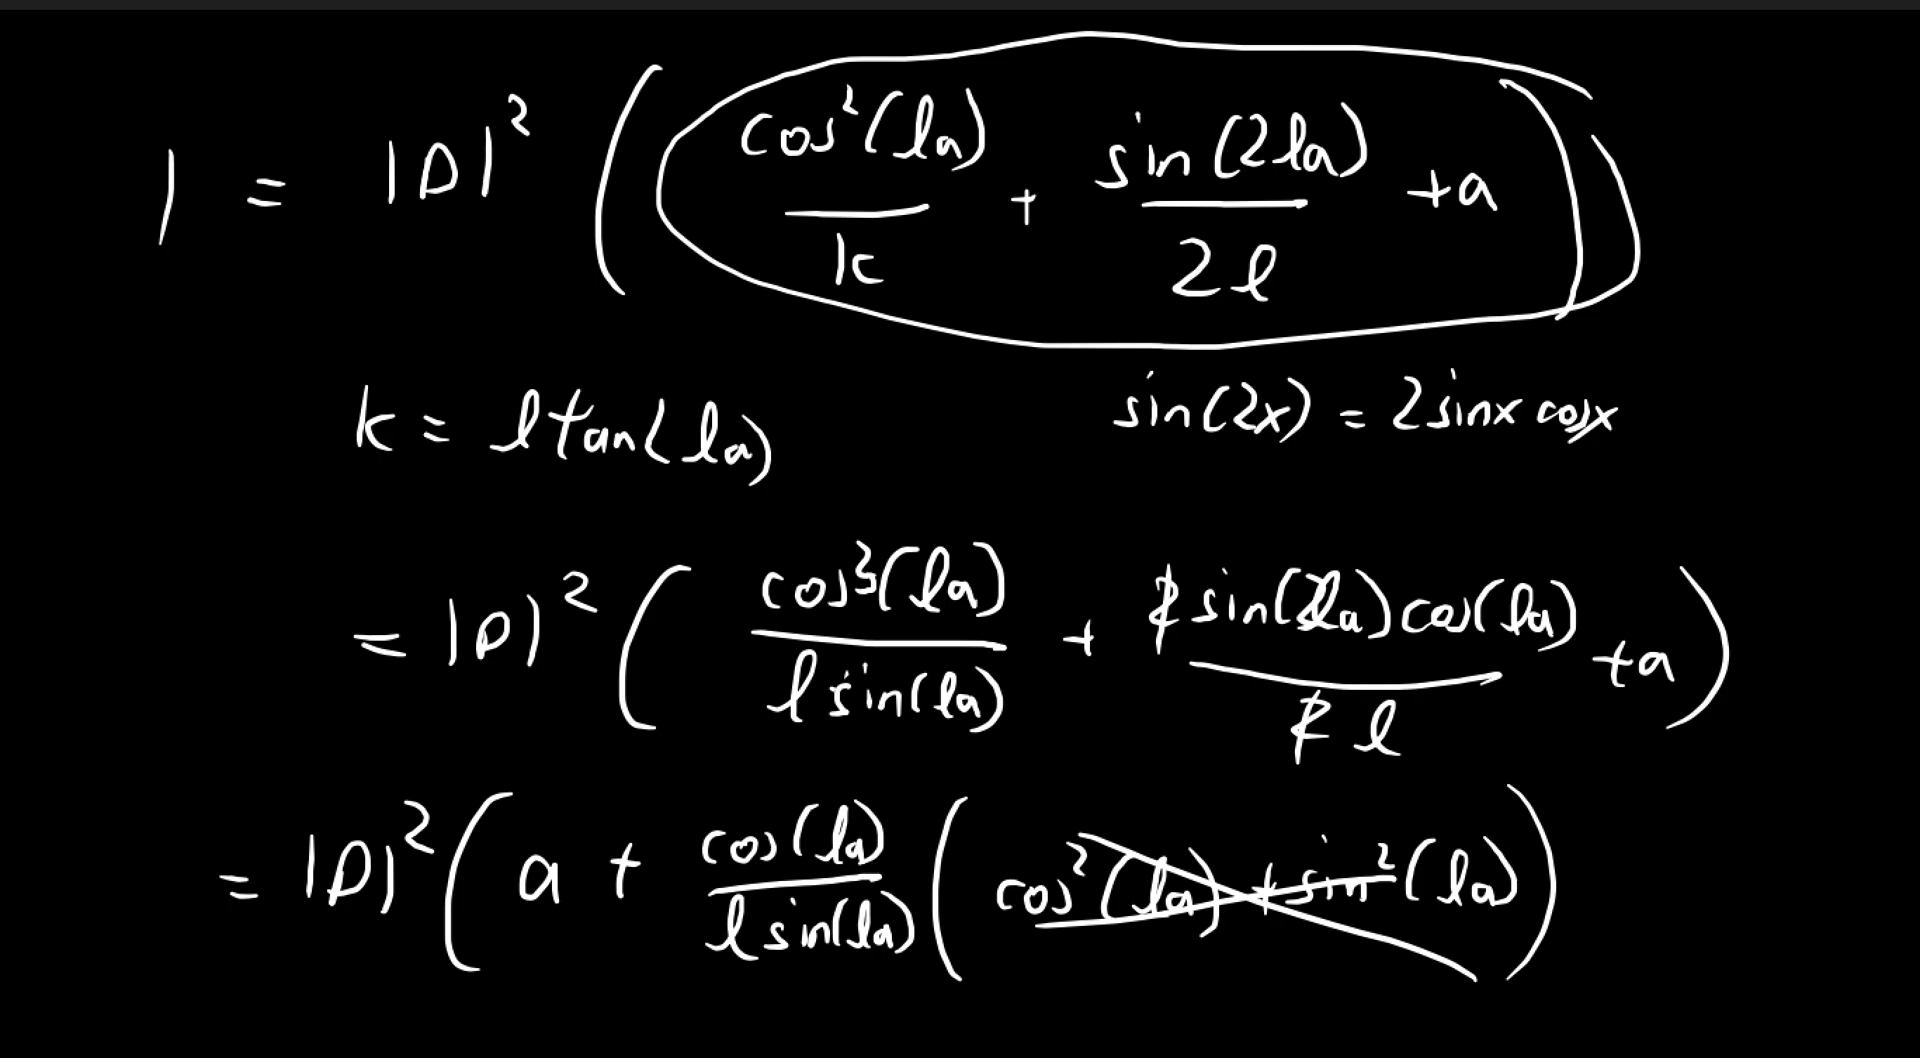 1 = |D|² ( cos²(la)/k + sin(2la)/2l + a )
k = l tan(la) sin(2x) = 2 sinx cosx
= |D|² ( cos³(la)/l sin(la) + 2 sin(la) cos(la)/2 l + a )
= |D|² ( a + cos(la)/l sin(la) ( cos²(la) + sin²(la) )